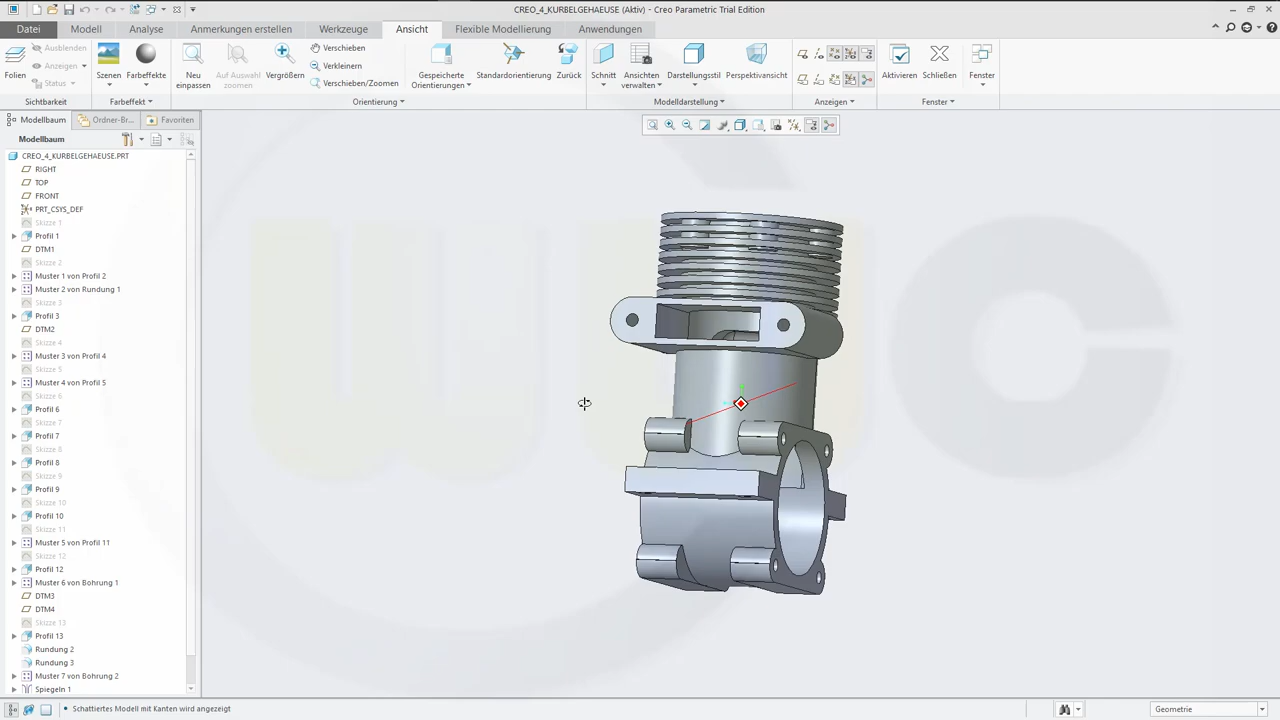 CREO_4_KURBELGEHAEUSE (Aktiv) - Creo Parametric Trial Edition
Datei Modell Analyse Anmerkungen erstellen Werkzeuge Ansicht Flexible Modellierung Anwendungen
Folien
Ausblenden
Anzeigen
Status
Szenen
Farbeffekte
Neu einpassen
Auf Auswahl zoomen
Vergrößern
Verschieben
Verkleinern
Verschieben/Zoomen
Gespeicherte Orientierungen
Standardorientierung
Zurück
Schnitt
Ansichten verwalten
Darstellungsstil
Perspektivansicht
Aktivieren
Schließen
Fenster
Sichtbarkeit Farbeffekt Orientierung Modelldarstellung Anzeigen Fenster
Modellbaum Ordner-Br... Favoriten
Modellbaum
CREO_4_KURBELGEHAEUSE.PRT
RIGHT
TOP
FRONT
PRT_CSYS_DEF
Skizze 1
Profil 1
DTM1
Skizze 2
Muster 1 von Profil 2
Muster 2 von Rundung 1
Skizze 3
Profil 3
DTM2
Skizze 4
Muster 3 von Profil 4
Skizze 5
Muster 4 von Profil 5
Skizze 6
Profil 6
Profil 7
Profil 8
Skizze 9
Profil 9
Skizze 10
Profil 10
Skizze 11
Muster 5 von Profil 11
Skizze 12
Profil 12
Muster 6 von Bohrung 1
DTM3
DTM4
Skizze 13
Profil 13
Rundung 2
Rundung 3
Muster 7 von Bohrung 2
Spiegeln 1
Schattiertes Modell mit Kanten wird angezeigt
Geometrie